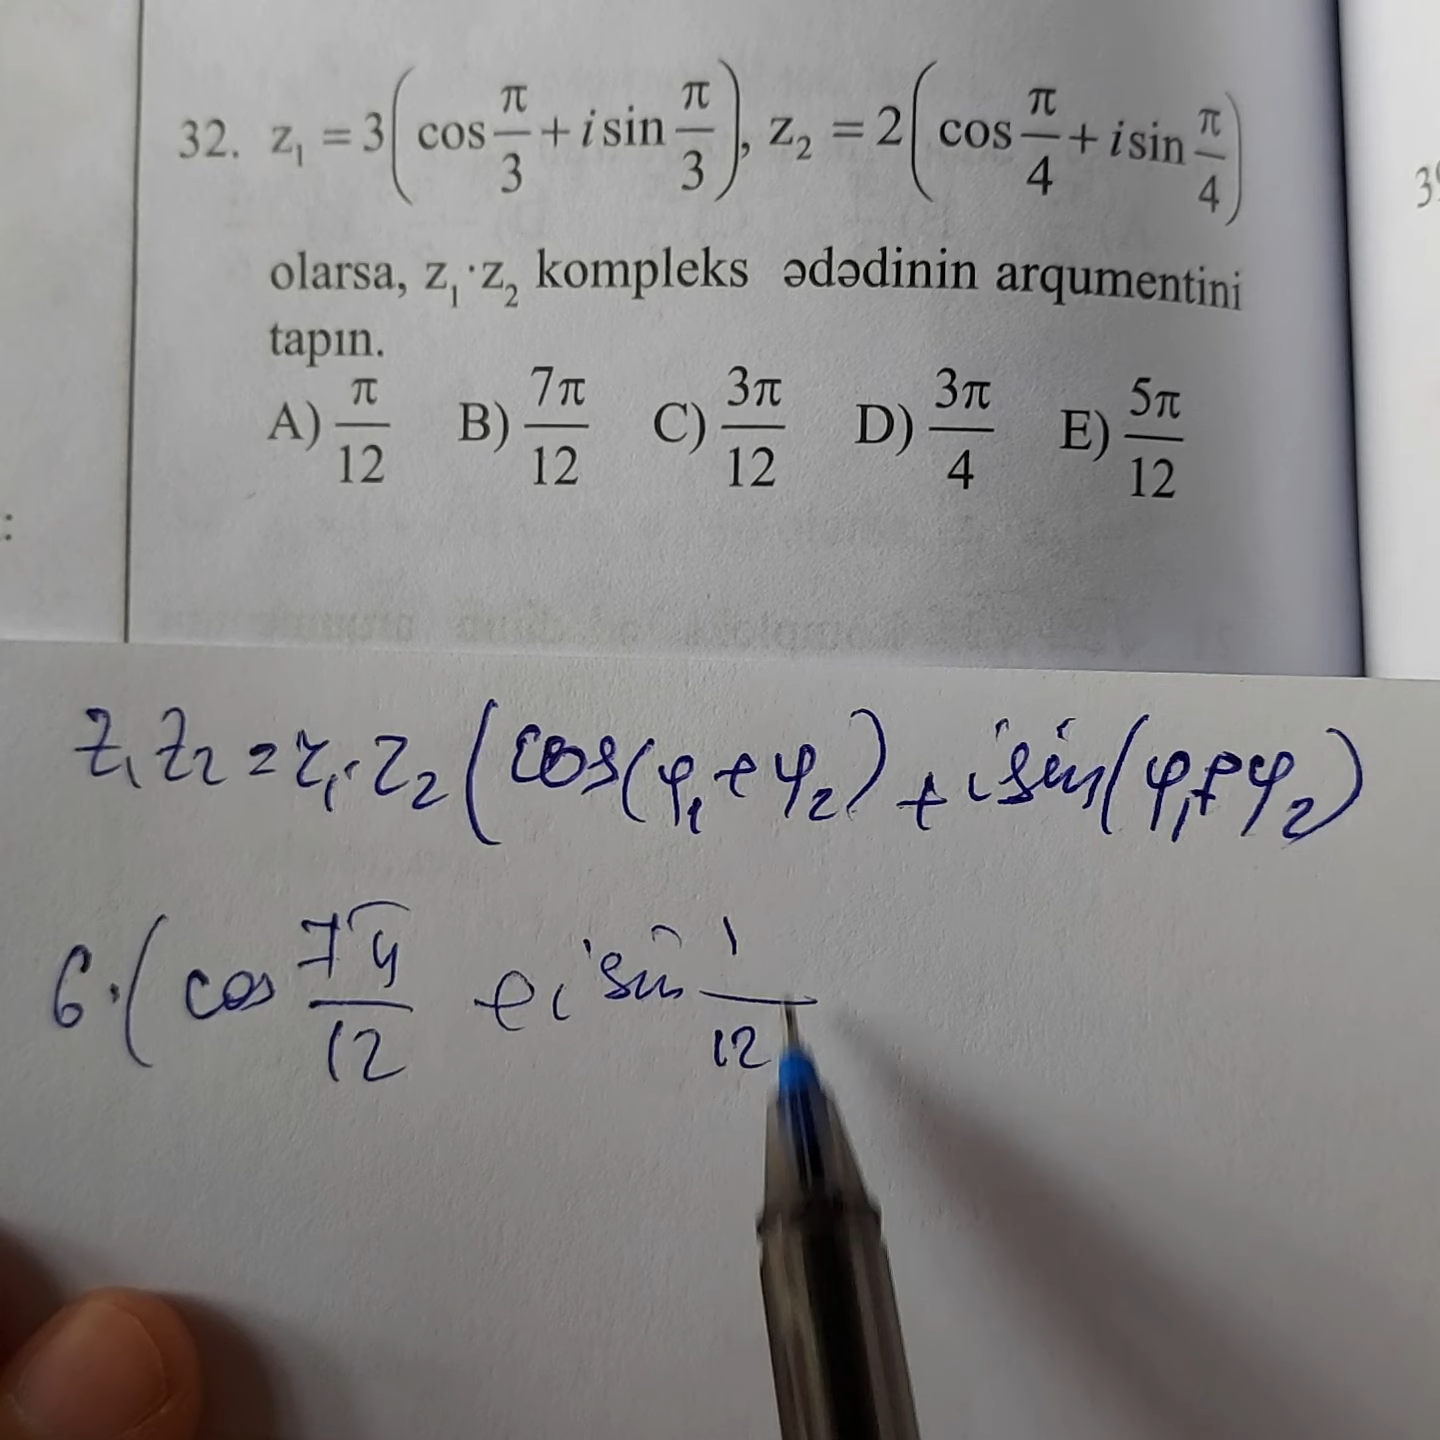 32. z₁ = 3(cos π/3 + i sin π/3), z₂ = 2(cos π/4 + i sin π/4)
olarsa, z₁·z₂ kompleks ədədinin arqumentini
tapın.
A) π/12 B) 7π/12 C) 3π/12 D) 3π/4 E) 5π/12
:
z₁z₂ = r₁·r₂(cos(φ₁+φ₂) + i sin(φ₁+φ₂)
6·(cos 7π/12 + i sin /12